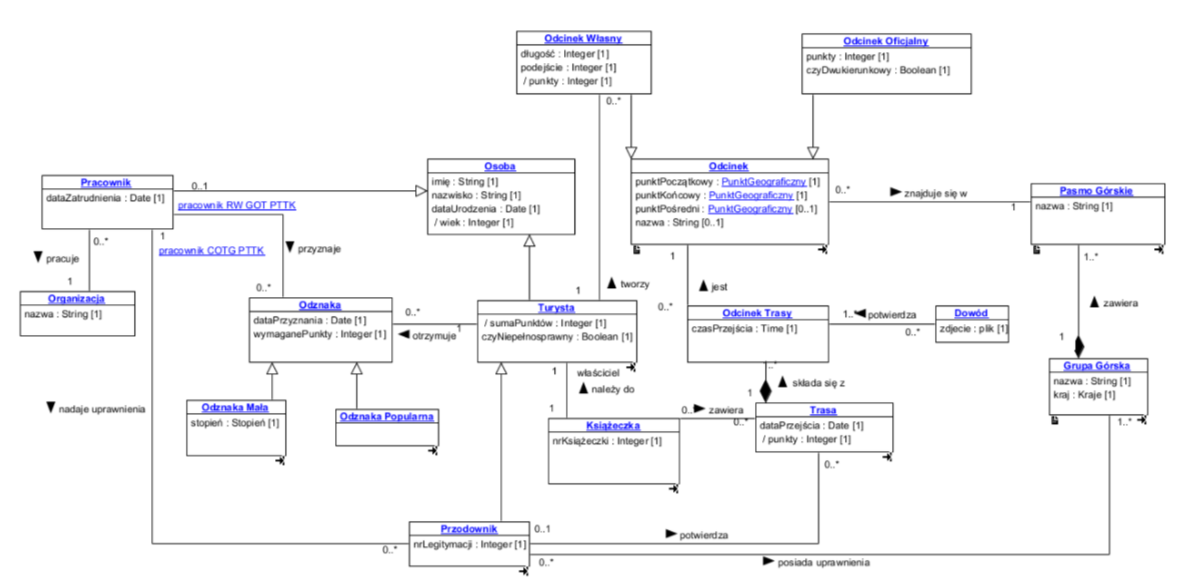 Odcinek Własny
długość : Integer [1]
podejście : Integer [1]
/ punkty : Integer [1]
0..*
Odcinek Oficjalny
punkty : Integer [1]
czyDwukierunkowy : Boolean [1]
Osoba
imię : String [1]
nazwisko : String [1]
dataUrodzenia : Date [1]
/ wiek : Integer [1]
Odcinek
punktPoczątkowy : PunktGeograficzny [1]
punktKońcowy : PunktGeograficzny [1]
punktPośredni : PunktGeograficzny [0..1]
nazwa : String [0..1]
0..*
znajduje się w
1
Pasmo Górskie
nazwa : String [1]
Pracownik
dataZatrudnienia : Date [1]
0..1
pracownik RW GOT PTTK
0..*
1
pracownik COTG PTTK
przyznaje
pracuje
1
0..*
Organizacja
nazwa : String [1]
Odznaka
dataPrzyznania : Date [1]
wymaganePunkty : Integer [1]
0..*
otrzymuje
1
Turysta
/ sumaPunktów : Integer [1]
czyNiepełnosprawny : Boolean [1]
1
tworzy
1
jest
0..*
Odcinek Trasy
czasPrzejścia : Time [1]
1..*
potwierdza
0..*
Dowód
zdjecie : plik [1]
1..*
zawiera
1
Grupa Górska
nazwa : String [1]
kraj : Kraje [1]
1..*
1
właściciel
należy do
1
1..*
składa się z
1
Odznaka Mała
stopień : Stopień [1]
Odznaka Popularna
nadaje uprawnienia
Książeczka
nrKsiążeczki : Integer [1]
zawiera
0..*
Trasa
dataPrzejścia : Date [1]
/ punkty : Integer [1]
0..*
Przodownik
nrLegitymacji : Integer [1]
0..*
0..1
potwierdza
0..*
posiada uprawnienia